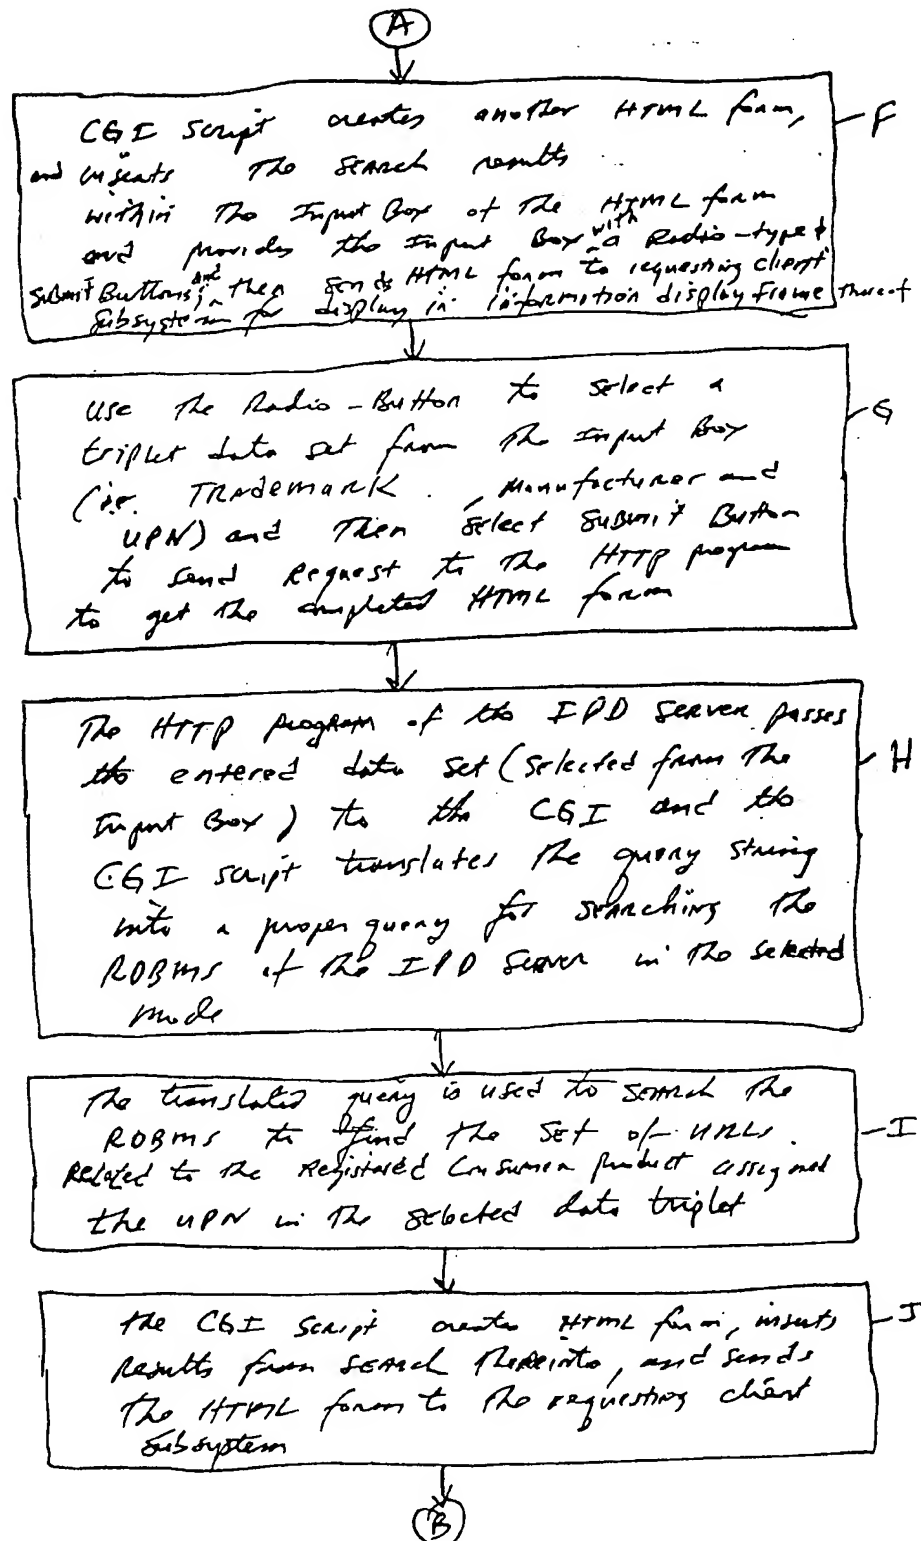 A
CGI Script creates another HTML form, F
and inserts the SEARCH results
within the Input Box of the HTML form
and provides the Input Box with a Radio-type &
Submit Buttons; and then sends HTML form to requesting client
Subsystem for display in information display Frame thereof
Use the Radio-Button to select a G
triplet data set from the Input Box
(i.e. TRademaRK, Manufacturer and
UPN) and then select Submit Button
to send Request to the HTTP program
to get the completed HTML form
The HTTP program of the IPD Server passes
the entered data set (selected from the H
Input Box) to the CGI and the
CGI script translates the query string
into a proper query for SEARCHing the
RDBMS of the IPD Server in the selected
mode
The translated query is used to SEARCH the
RDBMS to find the Set of URLs I
Related to the Registered Consumer product assigned
the UPN in the selected data triplet
the CGI Script creates HTML form, inserts J
Results from SEARCH thereinto, and sends
the HTML form to the requesting client
Subsystem
B